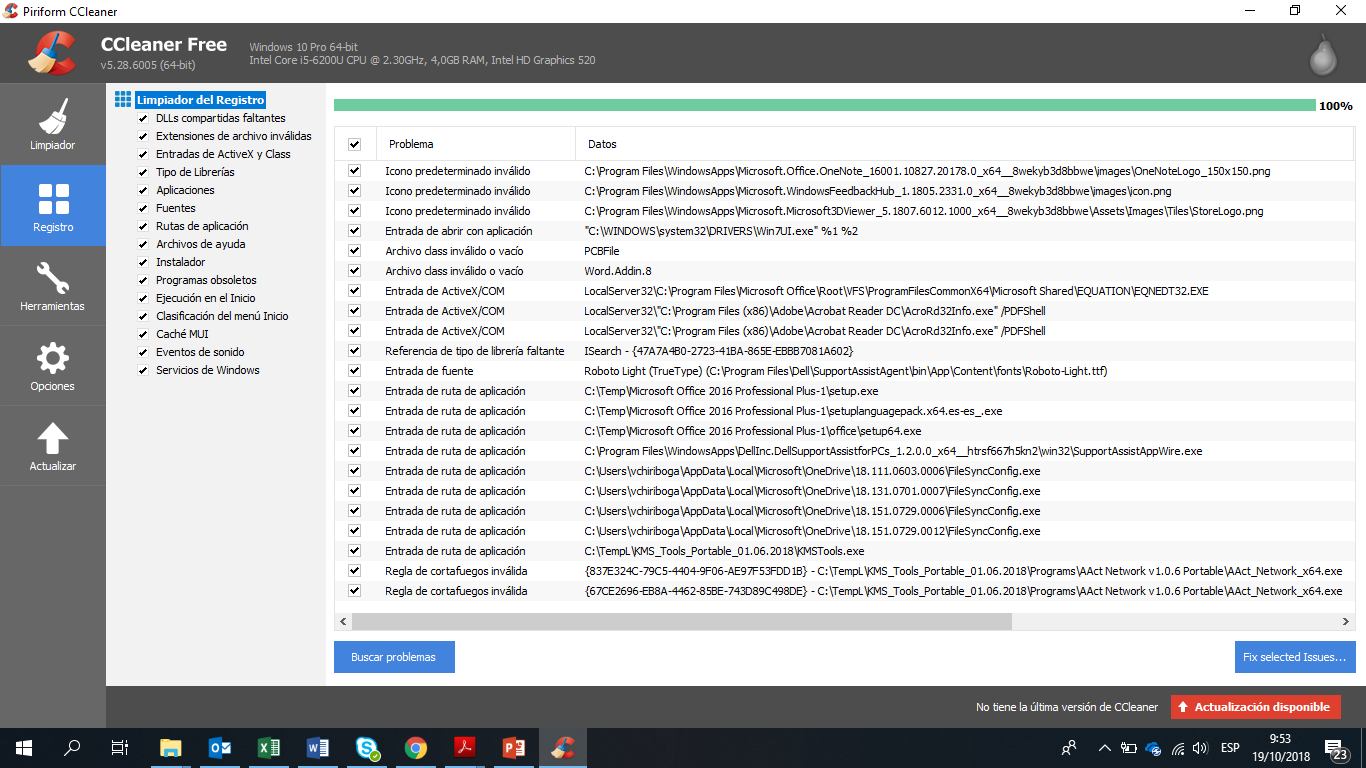 Piriform CCleaner
CCleaner Free
v5.28.6005 (64-bit)
Windows 10 Pro 64-bit
Intel Core i5-6200U CPU @ 2.30GHz, 4,0GB RAM, Intel HD Graphics 520
Limpiador
Registro
Herramientas
Opciones
Actualizar
Limpiador del Registro
DLLs compartidas faltantes
Extensiones de archivo inválidas
Entradas de ActiveX y Class
Tipo de Librerías
Aplicaciones
Fuentes
Rutas de aplicación
Archivos de ayuda
Instalador
Programas obsoletos
Ejecución en el Inicio
Clasificación del menú Inicio
Caché MUI
Eventos de sonido
Servicios de Windows
100%
Problema Datos
Icono predeterminado inválido C:\Program Files\WindowsApps\Microsoft.Office.OneNote_16001.10827.20178.0_x64__8wekyb3d8bbwe\images\OneNoteLogo_150x150.png
Icono predeterminado inválido C:\Program Files\WindowsApps\Microsoft.WindowsFeedbackHub_1.1805.2331.0_x64__8wekyb3d8bbwe\images\icon.png
Icono predeterminado inválido C:\Program Files\WindowsApps\Microsoft.Microsoft3DViewer_5.1807.6012.1000_x64__8wekyb3d8bbwe\Assets\Images\Tiles\StoreLogo.png
Entrada de abrir con aplicación "C:\WINDOWS\system32\DRIVERS\Win7UI.exe" %1 %2
Archivo class inválido o vacío PCBFile
Archivo class inválido o vacío Word.Addin.8
Entrada de ActiveX/COM LocalServer32\C:\Program Files\Microsoft Office\Root\VFS\ProgramFilesCommonX64\Microsoft Shared\EQUATION\EQNEDT32.EXE
Entrada de ActiveX/COM LocalServer32\"C:\Program Files (x86)\Adobe\Acrobat Reader DC\AcroRd32Info.exe" /PDFShell
Entrada de ActiveX/COM LocalServer32\"C:\Program Files (x86)\Adobe\Acrobat Reader DC\AcroRd32Info.exe" /PDFShell
Referencia de tipo de librería faltante ISearch - {47A7A4B0-2723-41BA-865E-EBBB7081A602}
Entrada de fuente Roboto Light (TrueType) (C:\Program Files\Dell\SupportAssistAgent\bin\App\Content\fonts\Roboto-Light.ttf)
Entrada de ruta de aplicación C:\Temp\Microsoft Office 2016 Professional Plus-1\setup.exe
Entrada de ruta de aplicación C:\Temp\Microsoft Office 2016 Professional Plus-1\setuplanguagepack.x64.es-es_.exe
Entrada de ruta de aplicación C:\Temp\Microsoft Office 2016 Professional Plus-1\office\setup64.exe
Entrada de ruta de aplicación C:\Program Files\WindowsApps\DellInc.DellSupportAssistforPCs_1.2.0.0_x64__htrsf667h5kn2\win32\SupportAssistAppWire.exe
Entrada de ruta de aplicación C:\Users\vchiriboga\AppData\Local\Microsoft\OneDrive\18.111.0603.0006\FileSyncConfig.exe
Entrada de ruta de aplicación C:\Users\vchiriboga\AppData\Local\Microsoft\OneDrive\18.131.0701.0007\FileSyncConfig.exe
Entrada de ruta de aplicación C:\Users\vchiriboga\AppData\Local\Microsoft\OneDrive\18.151.0729.0006\FileSyncConfig.exe
Entrada de ruta de aplicación C:\Users\vchiriboga\AppData\Local\Microsoft\OneDrive\18.151.0729.0012\FileSyncConfig.exe
Entrada de ruta de aplicación C:\TempL\KMS_Tools_Portable_01.06.2018\KMSTools.exe
Regla de cortafuegos inválida {837E324C-79C5-4404-9F06-AE97F53FDD1B} - C:\TempL\KMS_Tools_Portable_01.06.2018\Programs\AAct Network v1.0.6 Portable\AAct_Network_x64.exe
Regla de cortafuegos inválida {67CE2696-EB8A-4462-85BE-743D89C498DE} - C:\TempL\KMS_Tools_Portable_01.06.2018\Programs\AAct Network v1.0.6 Portable\AAct_Network_x64.exe
Buscar problemas
Fix selected Issues...
No tiene la última versión de CCleaner
Actualización disponible
ESP
9:53
19/10/2018
23